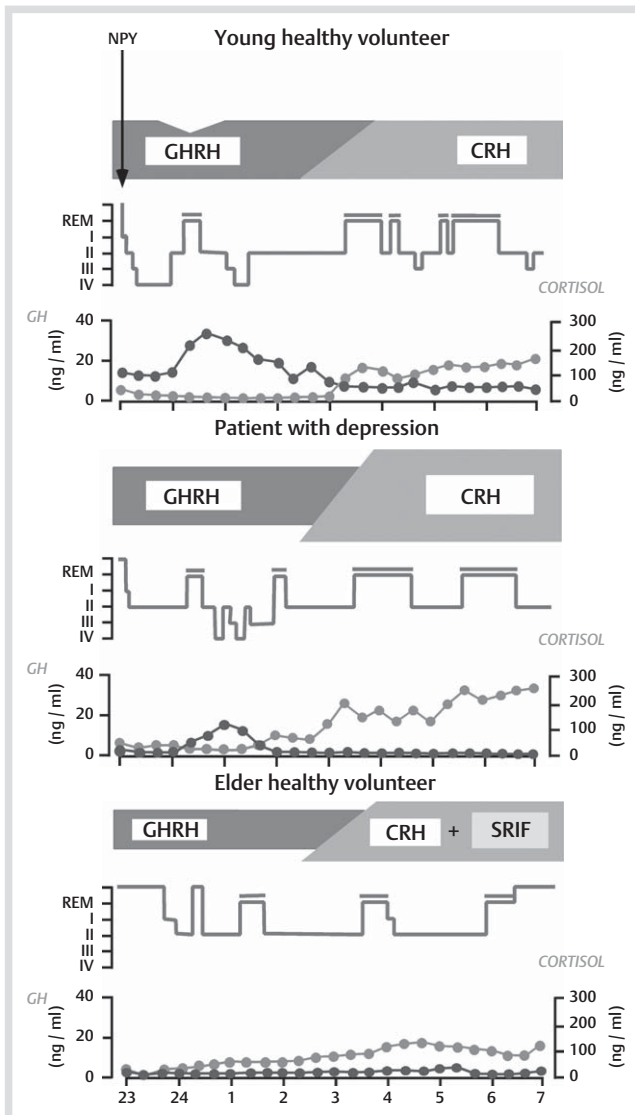 Young healthy volunteer
NPY
GHRH
CRH
REM
I
II
III
IV
CORTISOL
GH
(ng / ml)
40
20
0
300
200
100
0
(ng / ml)
Patient with depression
GHRH
CRH
REM
I
II
III
IV
CORTISOL
GH
(ng / ml)
40
20
0
300
200
100
0
(ng / ml)
Elder healthy volunteer
GHRH
CRH + SRIF
REM
I
II
III
IV
CORTISOL
GH
(ng / ml)
40
20
0
300
200
100
0
(ng / ml)
23 24 1 2 3 4 5 6 7